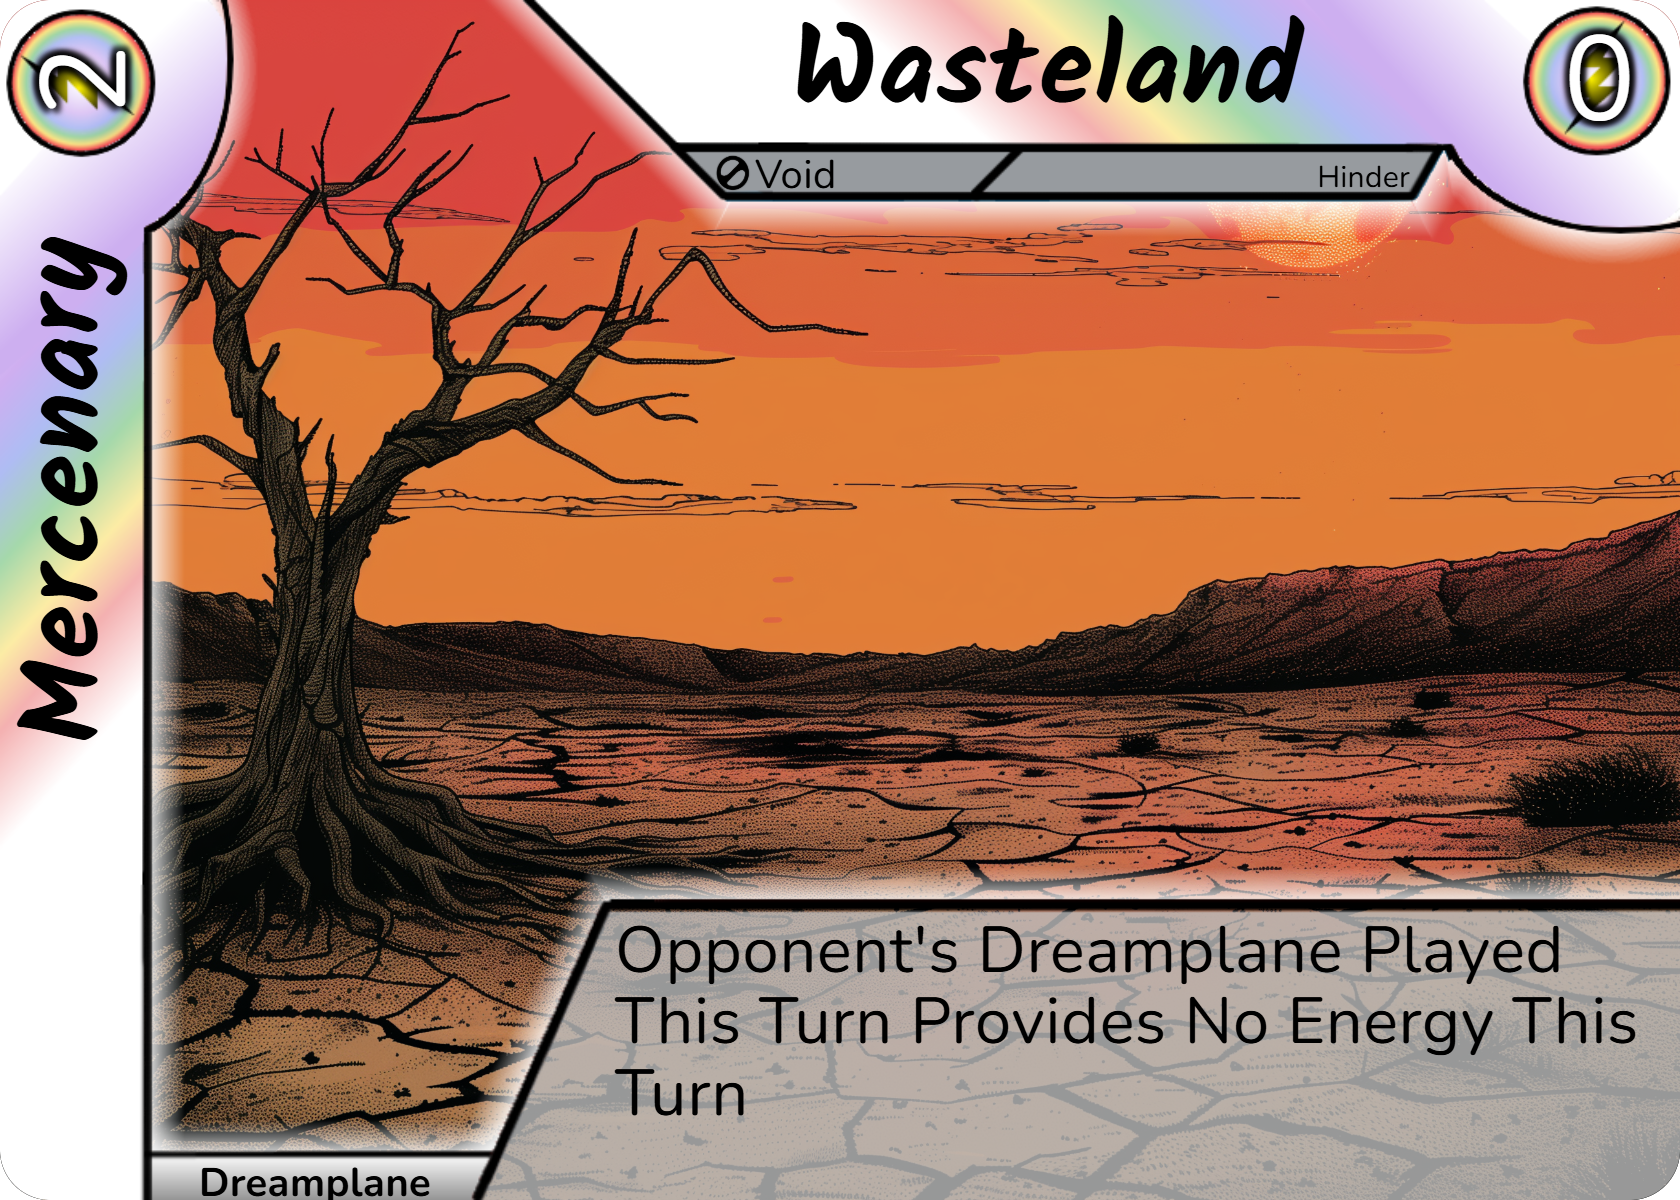 2
Wasteland
0
Void
Hinder
Mercenary
Opponent's Dreamplane Played
This Turn Provides No Energy This
Turn
Dreamplane